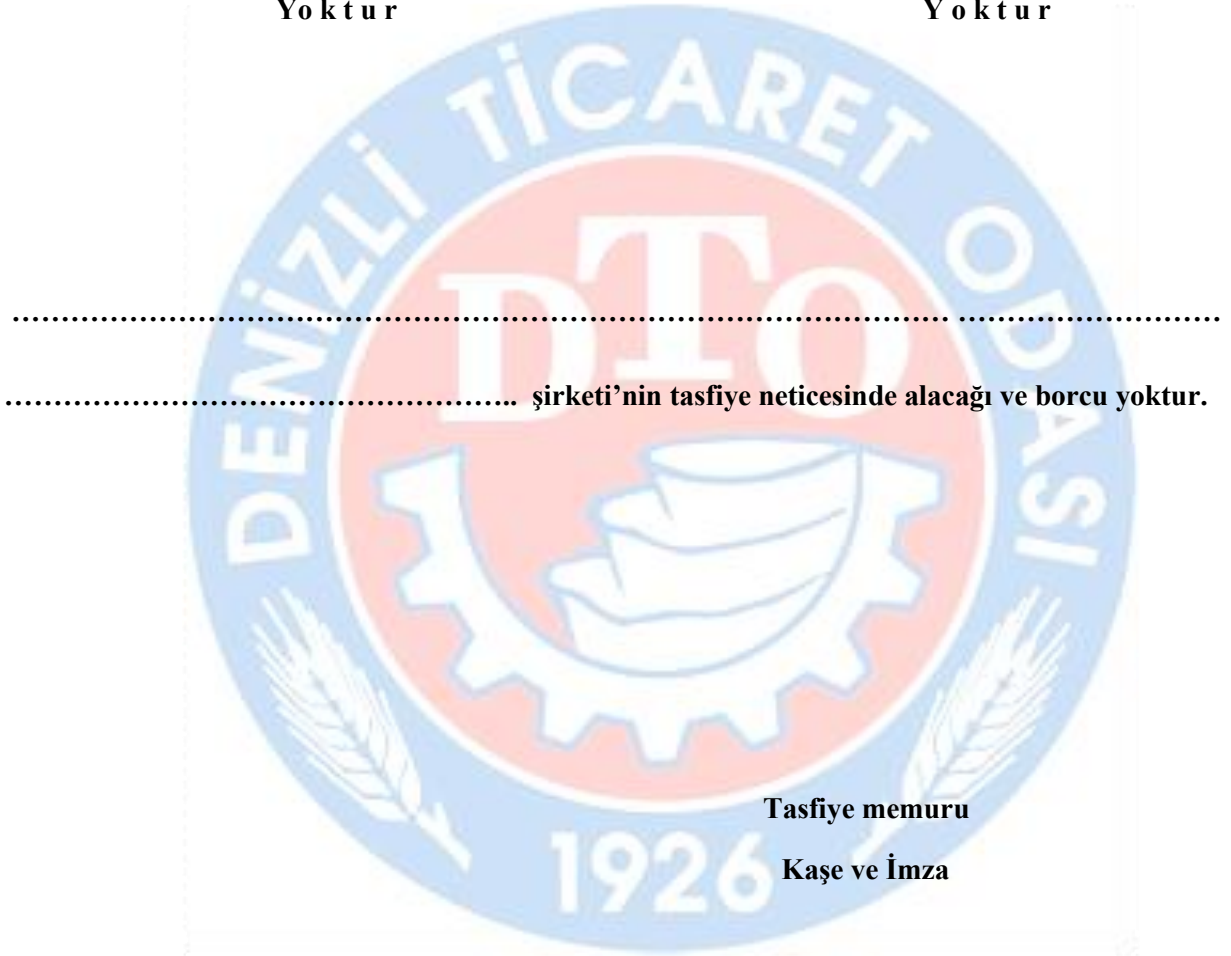 Yo k t u r Y o k t u r
DENİZLİ TİCARET ODASI
DTO
……………………………………………………………………………………………………………
…………………………………………….. şirketi’nin tasfiye neticesinde alacağı ve borcu yoktur.
Tasfiye memuru
1926
Kaşe ve İmza